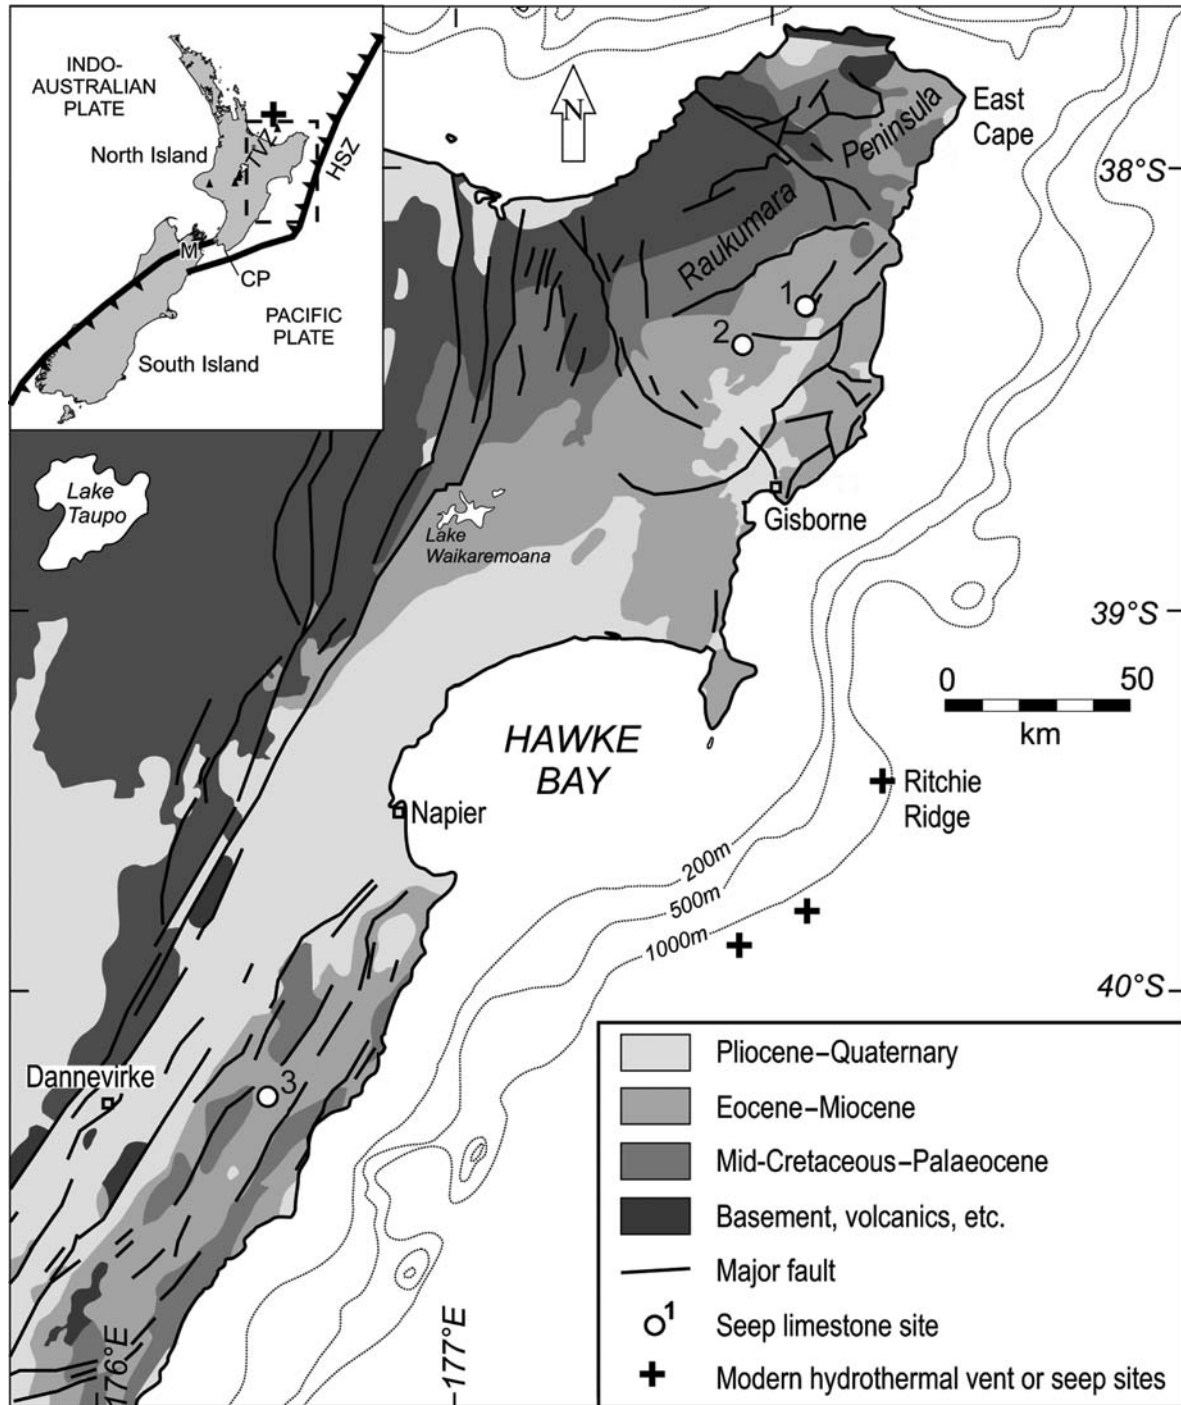 INDO-
AUSTRALIAN
PLATE
North Island
TVZ
HSZ
M
CP
PACIFIC
PLATE
South Island
N
East
Cape
38°S
Raukumara
Peninsula
1
2
Lake
Taupo
Lake
Waikaremoana
Gisborne
39°S
0 50
km
HAWKE
BAY
Ritchie
Ridge
Napier
200m
500m
1000m
40°S
Dannevirke
3
176°E
177°E
Pliocene–Quaternary
Eocene–Miocene
Mid-Cretaceous–Palaeocene
Basement, volcanics, etc.
Major fault
1 Seep limestone site
Modern hydrothermal vent or seep sites